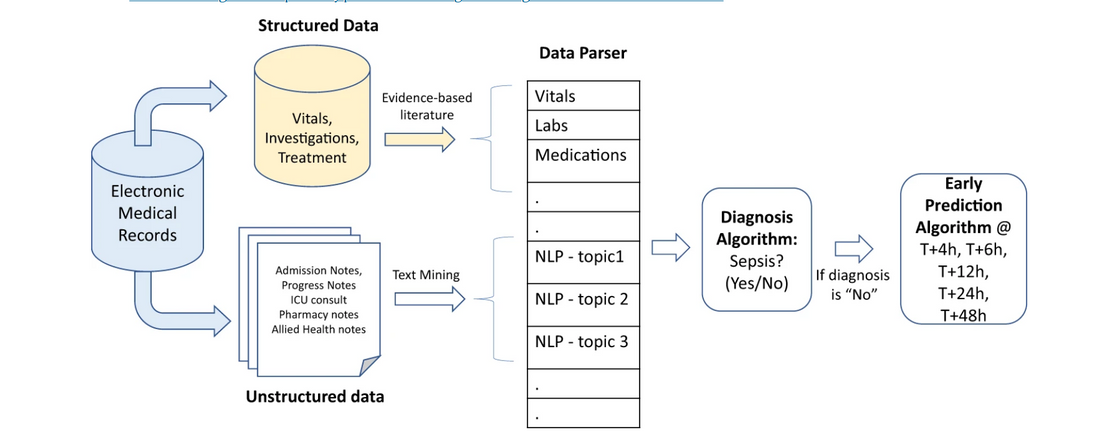 Structured Data
Vitals,
Investigations,
Treatment
Evidence-based
literature
Electronic
Medical
Records
Admission Notes,
Progress Notes
ICU consult
Pharmacy notes
Allied Health notes
Unstructured data
Text Mining
Data Parser
Vitals
Labs
Medications
.
.
NLP - topic1
NLP - topic 2
NLP - topic 3
.
.
Diagnosis
Algorithm:
Sepsis?
(Yes/No)
If diagnosis
is “No”
Early
Prediction
Algorithm @
T+4h, T+6h,
T+12h,
T+24h,
T+48h